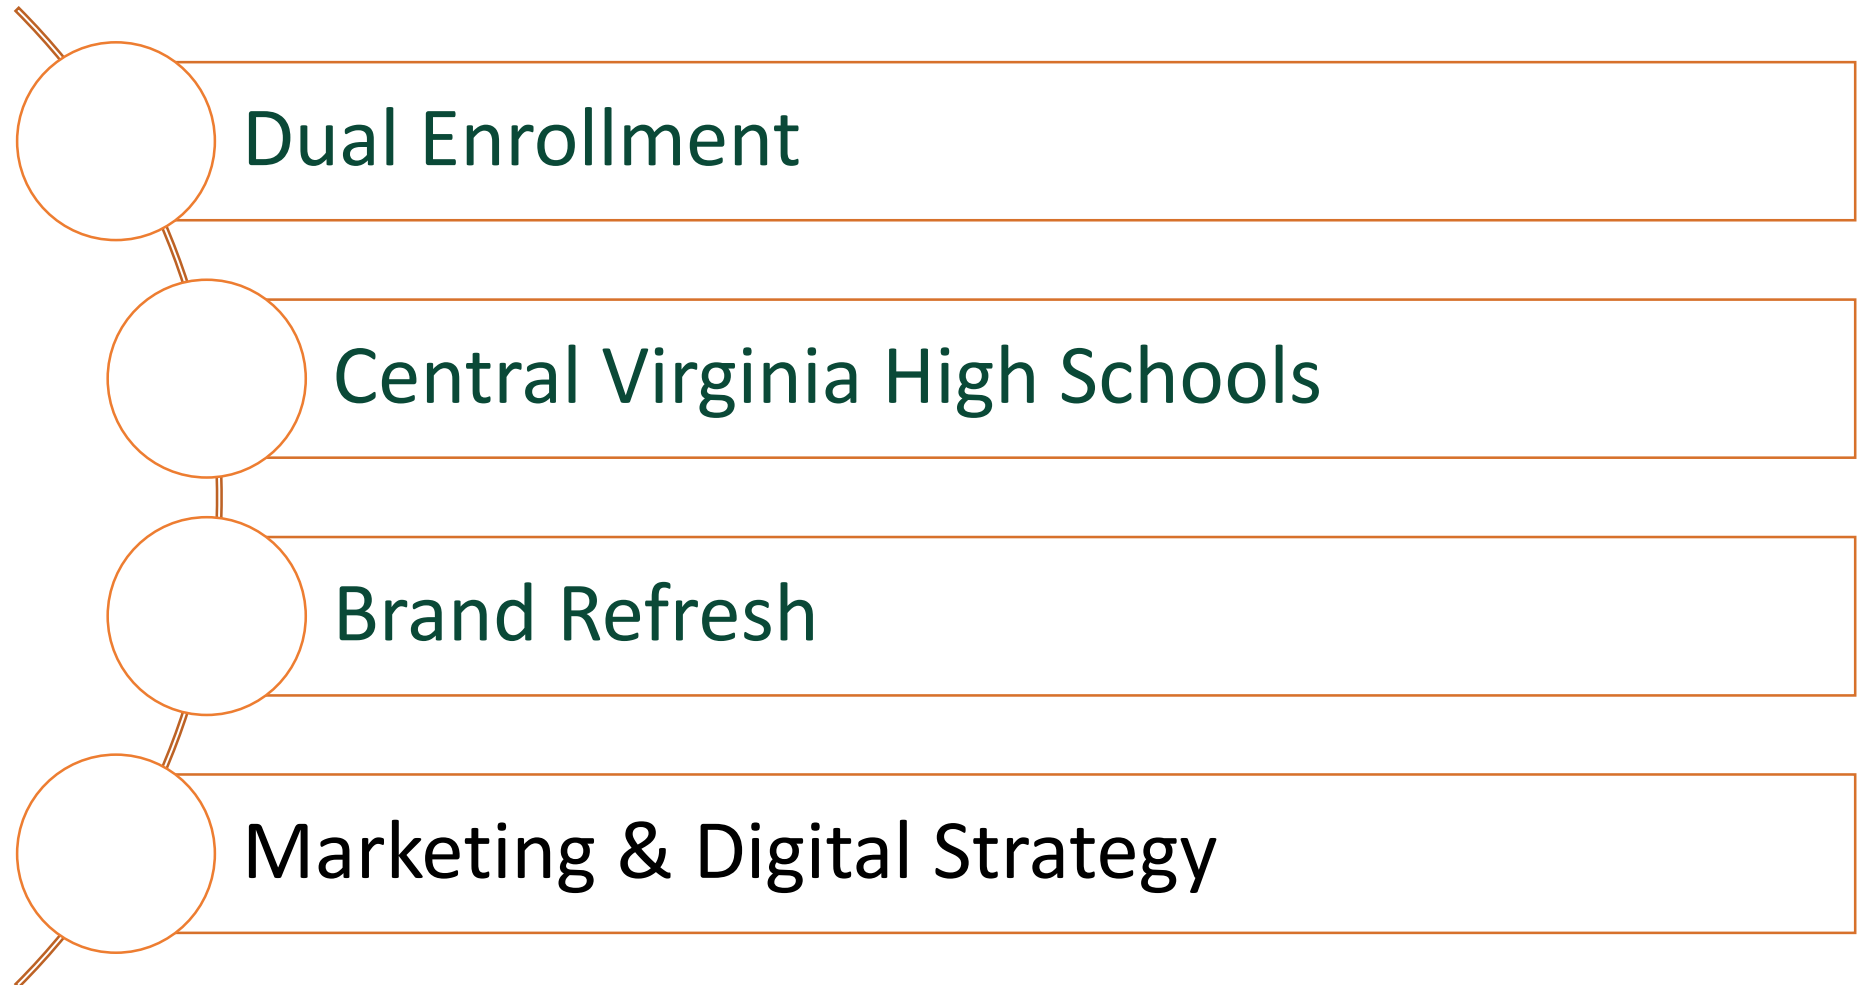 Dual Enrollment
Central Virginia High Schools
Brand Refresh
Marketing & Digital Strategy